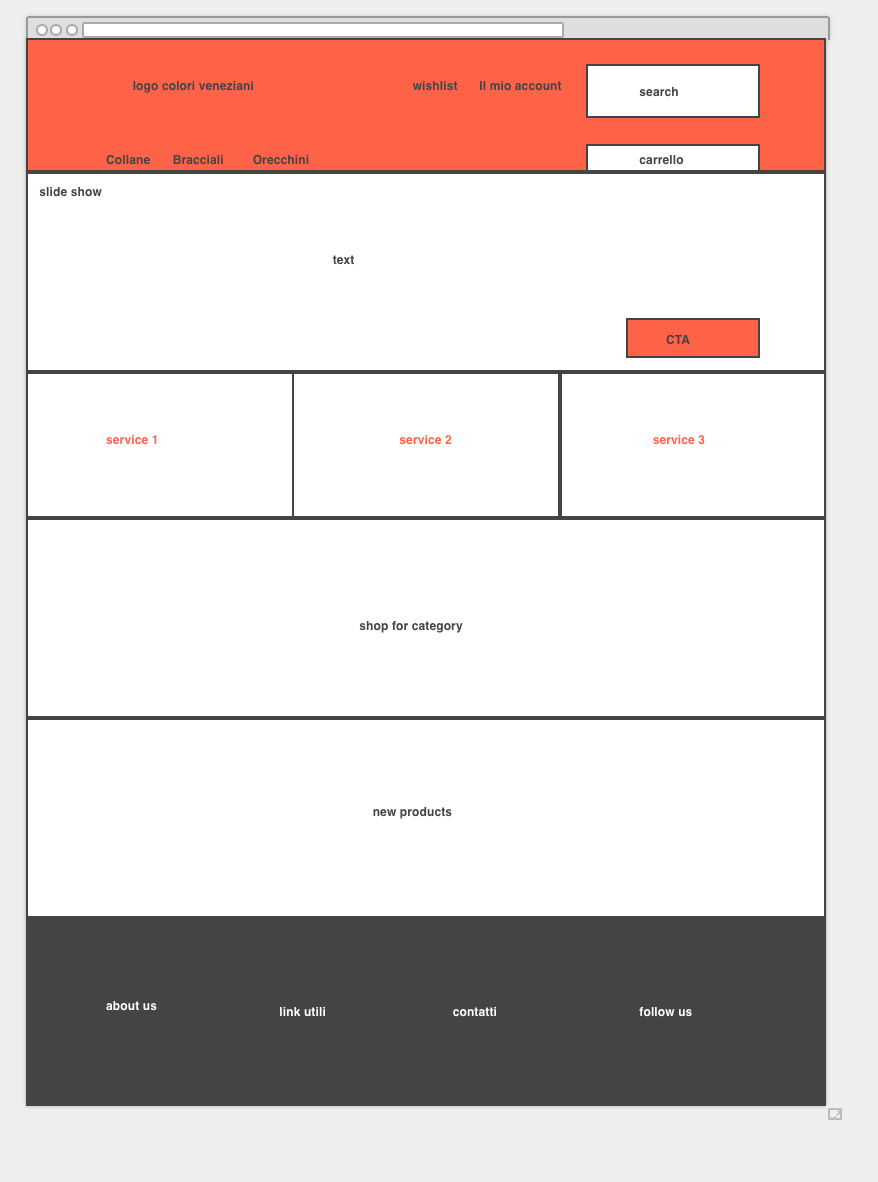 logo colori veneziani
wishlist
Il mio account
search
Collane
Bracciali
Orecchini
carrello
slide show
text
CTA
service 1
service 2
service 3
shop for category
new products
about us
link utili
contatti
follow us